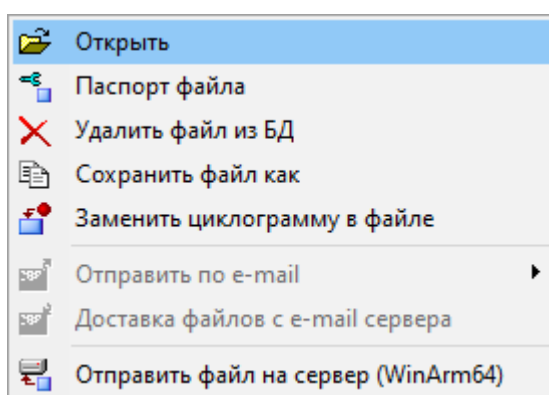 Открыть
Паспорт файла
Удалить файл из БД
Сохранить файл как
Заменить циклограмму в файле
Отправить по e-mail
Доставка файлов с e-mail сервера
Отправить файл на сервер (WinArm64)